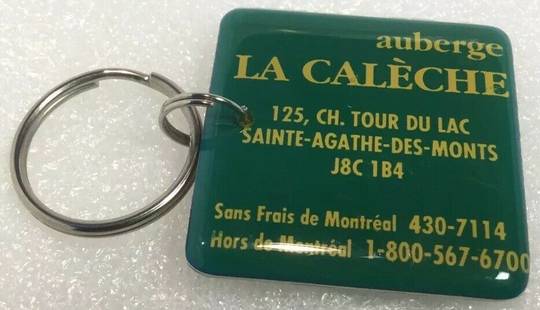 auberge
LA CALÈCHE
125, CH. TOUR DU LAC
SAINTE-AGATHE-DES-MONTS
J8C 1B4
Sans Frais de Montréal 430-7114
Hors de Montréal 1-800-567-6700